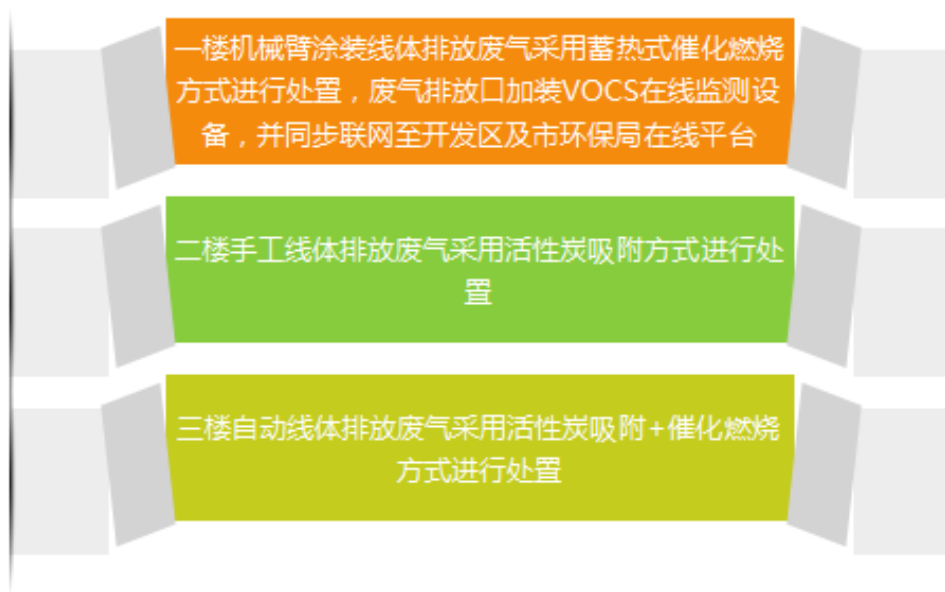 一楼机械臂涂装线体排放废气采用蓄热式催化燃烧
方式进行处置，废气排放口加装VOCS在线监测设
备，并同步联网至开发区及市环保局在线平台
二楼手工线体排放废气采用活性炭吸附方式进行处
置
三楼自动线体排放废气采用活性炭吸附+催化燃烧
方式进行处置